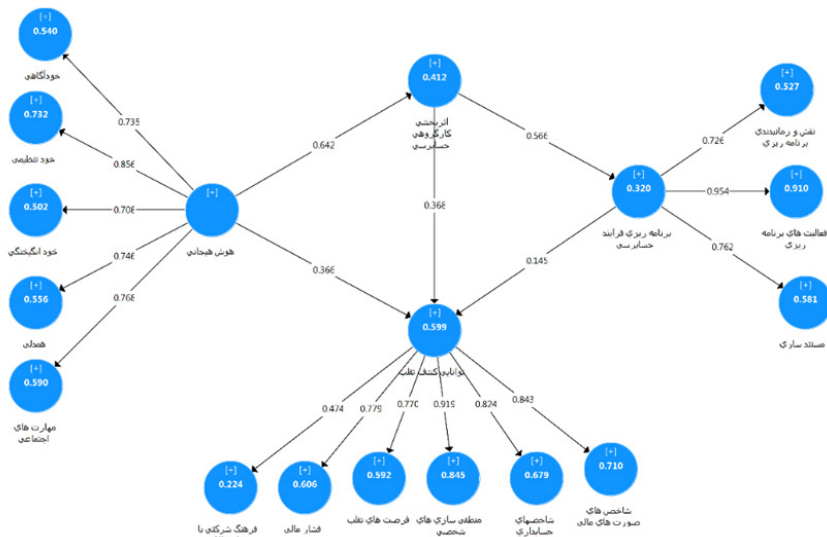 [+]
0.540
خودآگاهی
[+]
0.732
خود تنظیمی
[+]
0.502
خود انگیختگی
[+]
0.556
همدلی
[+]
0.590
مهارت های
اجتماعی
0.735
0.856
0.708
0.746
0.768
[+]
هوش هیجانی
0.642
0.366
[+]
0.412
اثربخشی
کارگروهی
حسابرسی
0.368
0.566
[+]
0.320
برنامه ریزی فرایند
حسابرسی
0.145
0.726
0.954
0.762
[+]
0.527
نقش و زمانبندی
برنامه ریزی
[+]
0.910
فعالیت های برنامه
ریزی
[+]
0.581
مستند سازی
[+]
0.599
توانایی کشف تقلب
0.474
0.779
0.770
0.919
0.824
0.843
[+]
0.224
فرهنگ شرکتی با
[+]
0.606
فشار مالی
[+]
0.592
فرصت های تقلب
[+]
0.845
منطقی سازی های
شخصی
[+]
0.679
شاخصهای
حسابداری
[+]
0.710
شاخص های
صورت های مالی